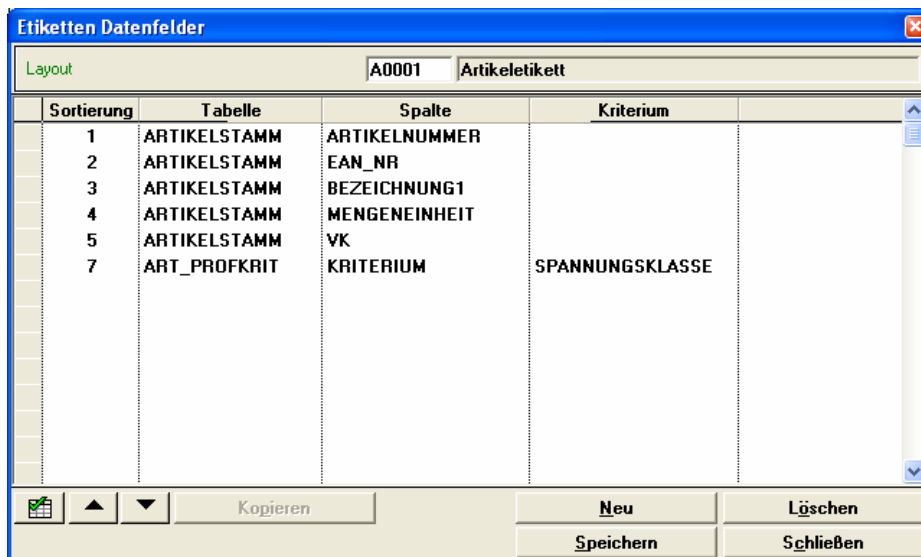 Etiketten Datenfelder
Layout A0001 Artikeletikett
Sortierung Tabelle Spalte Kriterium
1 ARTIKELSTAMM ARTIKELNUMMER
2 ARTIKELSTAMM EAN_NR
3 ARTIKELSTAMM BEZEICHNUNG1
4 ARTIKELSTAMM MENGENEINHEIT
5 ARTIKELSTAMM VK
7 ART_PROFKRIT KRITERIUM SPANNUNGSKLASSE
Kopieren Neu Löschen
Speichern Schließen